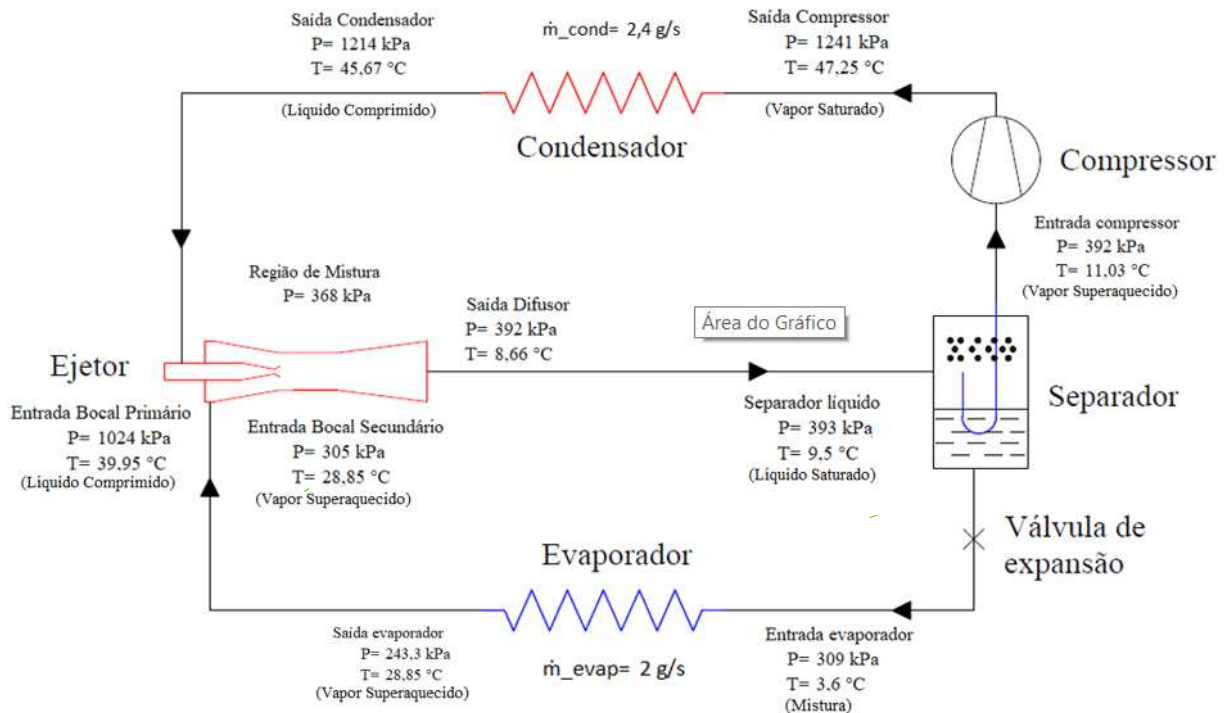 Saída Condensador
P= 1214 kPa
T= 45,67 °C
(Líquido Comprimido)
ṁ_cond= 2,4 g/s
Condensador
Saída Compressor
P= 1241 kPa
T= 47,25 °C
(Vapor Saturado)
Compressor
Entrada compressor
P= 392 kPa
T= 11,03 °C
(Vapor Superaquecido)
Região de Mistura
P= 368 kPa
Saída Difusor
P= 392 kPa
T= 8,66 °C
Área do Gráfico
Ejetor
Entrada Bocal Primário
P= 1024 kPa
T= 39,95 °C
(Líquido Comprimido)
Entrada Bocal Secundário
P= 305 kPa
T= 28,85 °C
(Vapor Superaquecido)
Separador líquido
P= 393 kPa
T= 9,5 °C
(Líquido Saturado)
Separador
Válvula de
expansão
Evaporador
Saída evaporador
P= 243,3 kPa
T= 28,85 °C
(Vapor Superaquecido)
ṁ_evap= 2 g/s
Entrada evaporador
P= 309 kPa
T= 3,6 °C
(Mistura)